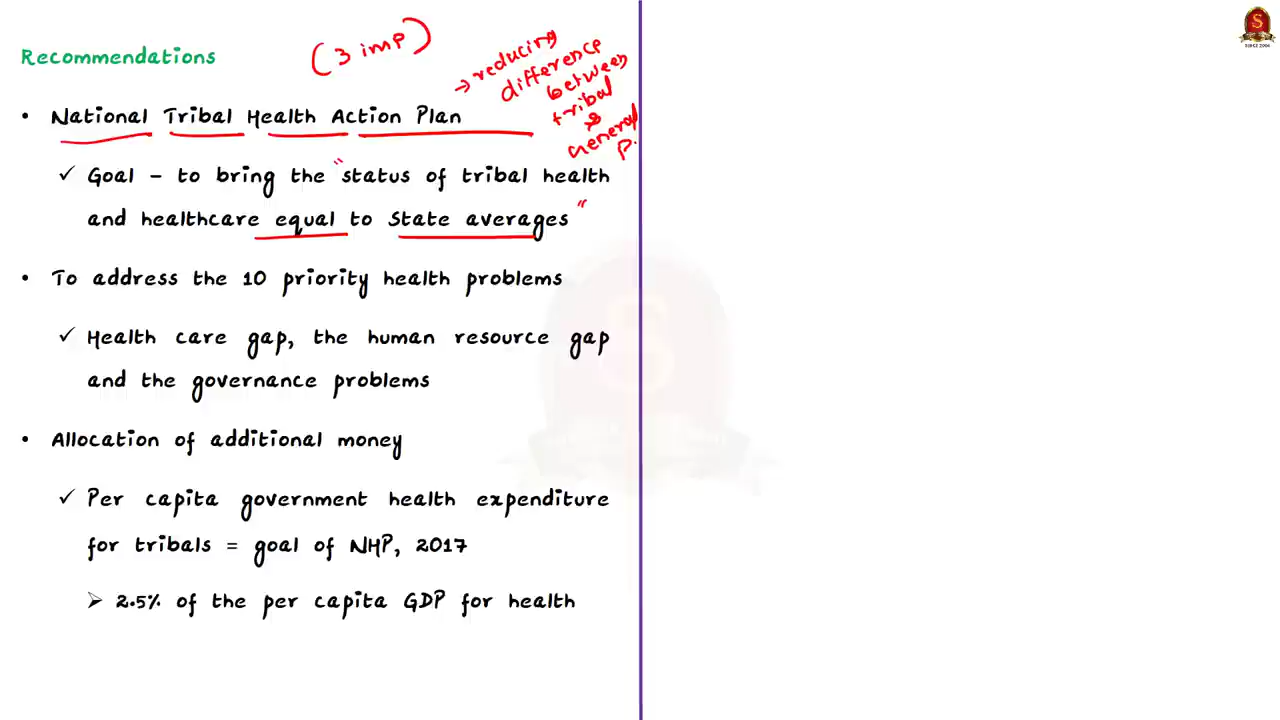 Recommendations
(3 imp)
→ reducing
difference
between
tribal
&
General
P.
• National Tribal Health Action Plan
✓ Goal – to bring the "status of tribal health
and healthcare equal to State averages"
• To address the 10 priority health problems
✓ Health care gap, the human resource gap
and the governance problems
• Allocation of additional money
✓ Per capita government health expenditure
for tribals = goal of NHP, 2017
➢ 2.5% of the per capita GDP for health
SINCE 2004
S